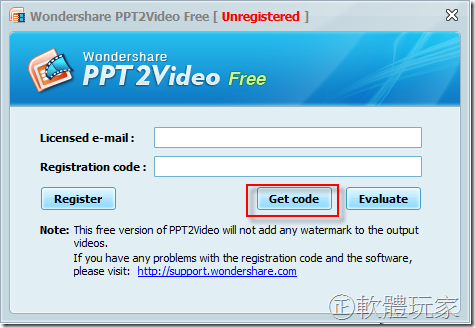 Wondershare PPT2Video Free [ Unregistered ]
Wondershare
PPT2Video Free
Licensed e-mail :
Registration code :
Register
Get code
Evaluate
Note: This free version of PPT2Video will not add any watermark to the output
videos.
If you have any problems with the registration code and the software,
please visit: http://support.wondershare.com
正軟體玩家